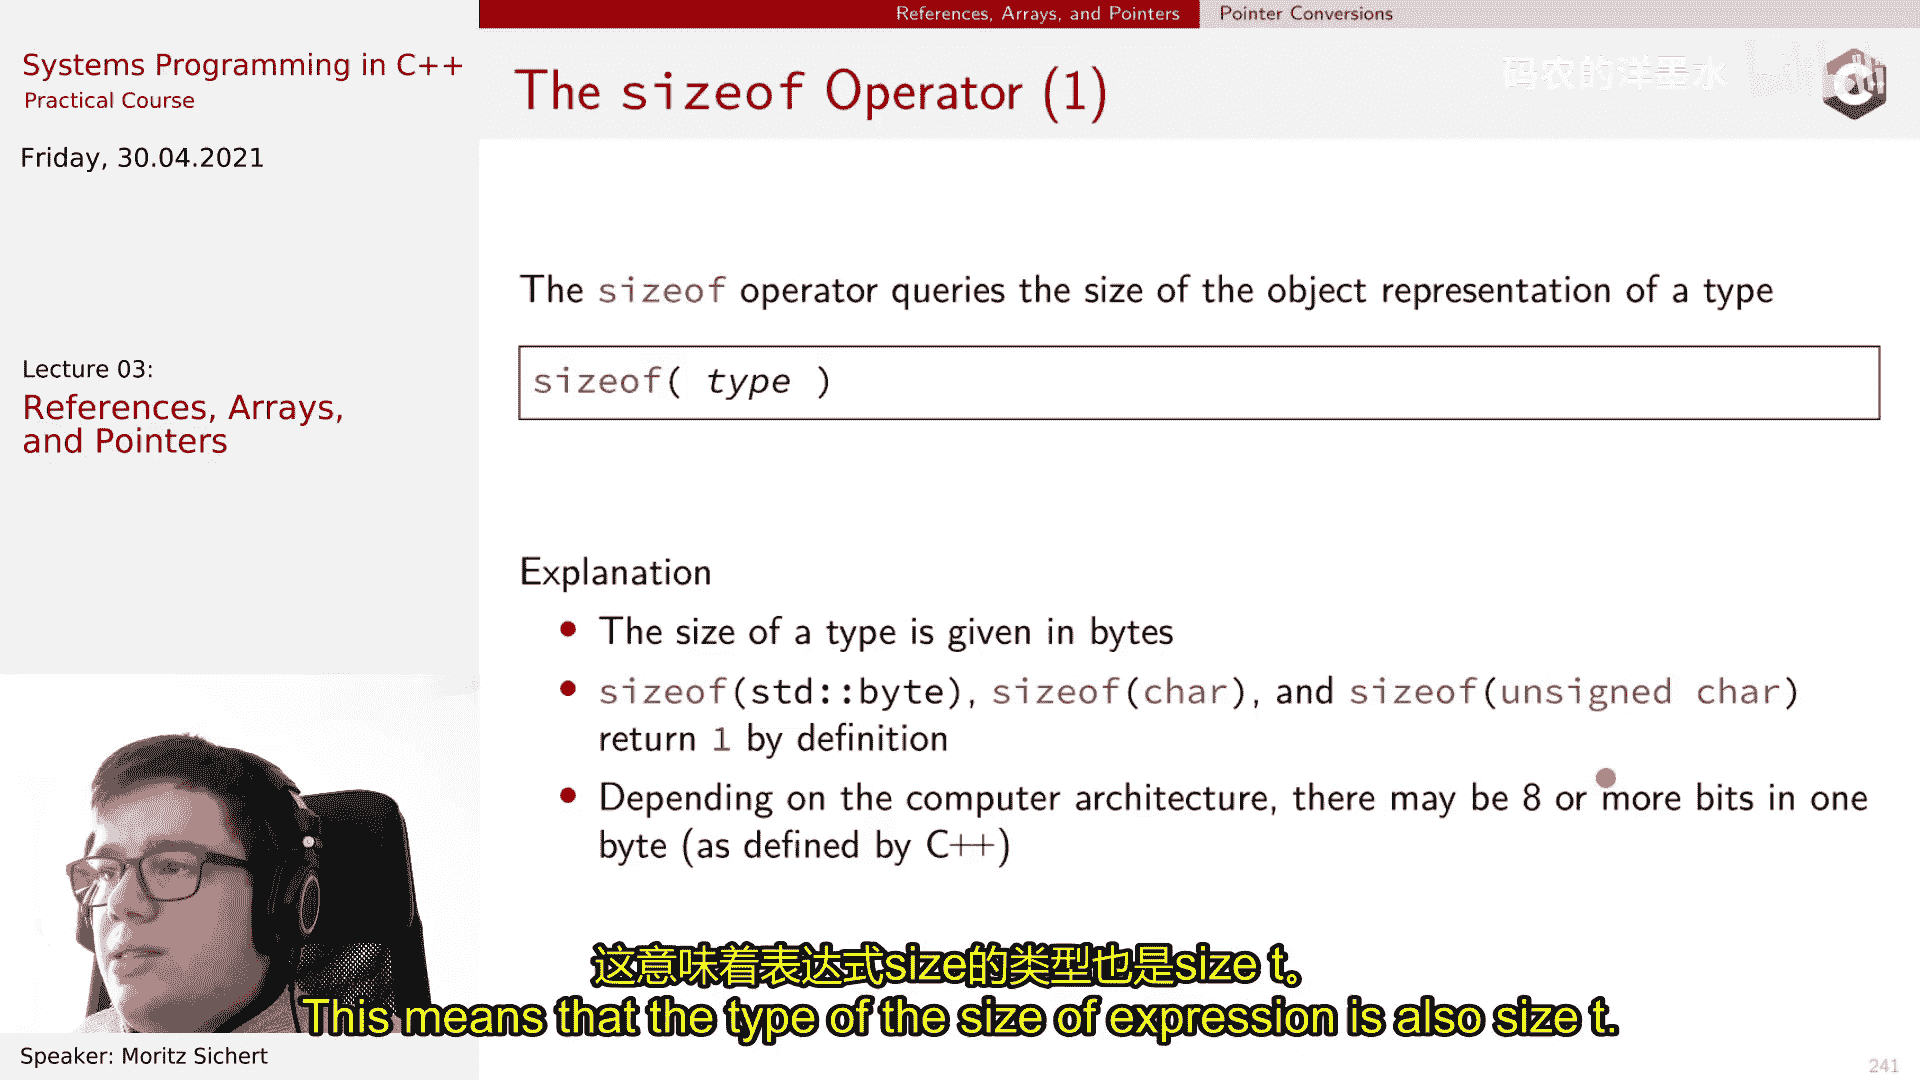 References, Arrays, and Pointers
Pointer Conversions
Systems Programming in C++
Practical Course
Friday, 30.04.2021
Lecture 03:
References, Arrays,
and Pointers
The sizeof Operator (1)
码农的洋墨水
The sizeof operator queries the size of the object representation of a type
sizeof( type )
Explanation
• The size of a type is given in bytes
• sizeof(std::byte), sizeof(char), and sizeof(unsigned char)
return 1 by definition
• Depending on the computer architecture, there may be 8 or more bits in one
byte (as defined by C++)
这意味着表达式size的类型也是size t。
This means that the type of the size of expression is also size t.
Speaker: Moritz Sichert
241